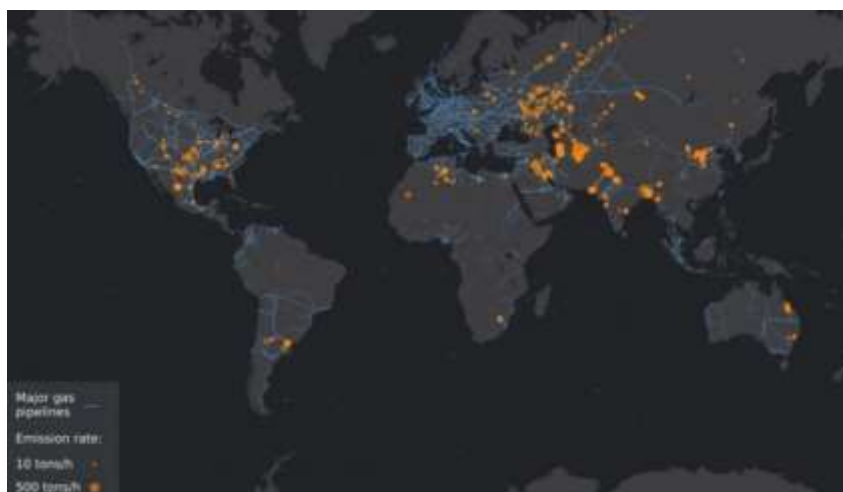 Major gas
pipelines
Emission rate:
10 tons/h
500 tons/h